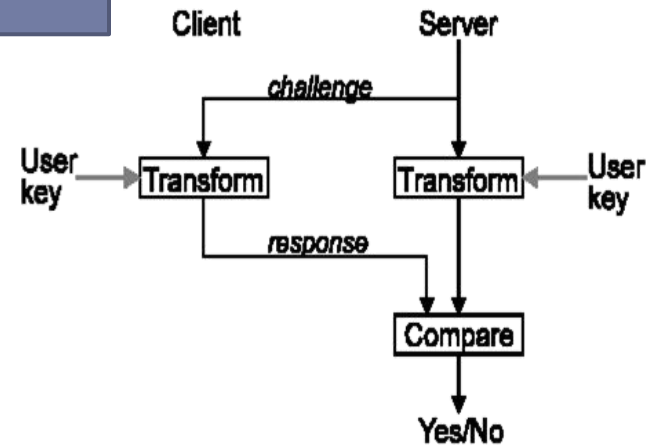 Client
Server
challenge
User
key
Transform
Transform
User
key
response
Compare
Yes/No